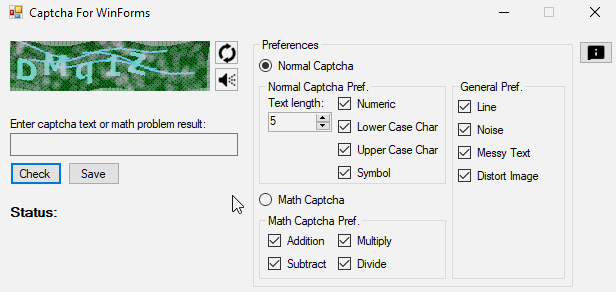 Captcha For WinForms
DMqIZ
Enter captcha text or math problem result:
Check
Save
Status:
Preferences
Normal Captcha
Normal Captcha Pref.
Text length:
5
Numeric
Lower Case Char
Upper Case Char
Symbol
Math Captcha
Math Captcha Pref.
Addition
Multiply
Subtract
Divide
General Pref.
Line
Noise
Messy Text
Distort Image